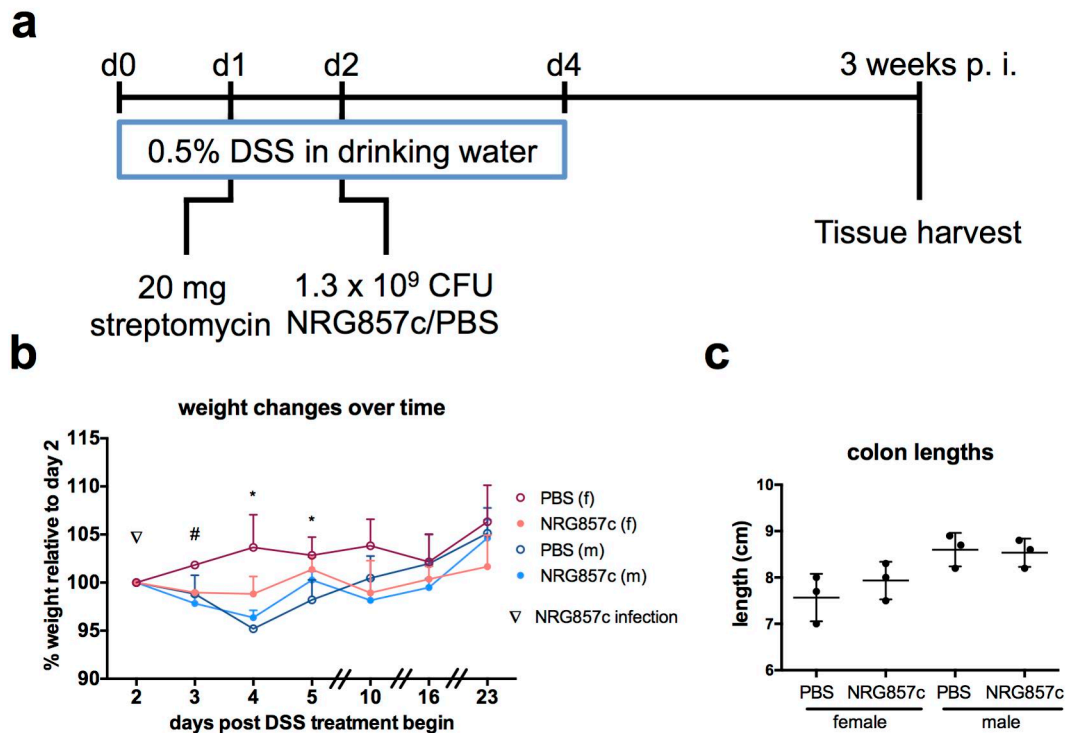 a
d0 d1 d2 d4 3 weeks p. i.
0.5% DSS in drinking water
20 mg
streptomycin
1.3 x 10⁹ CFU
NRG857c/PBS
Tissue harvest
b
weight changes over time
% weight relative to day 2
115
110
105
100
95
90
∇ # * *
2 3 4 5 10 16 23
days post DSS treatment begin
PBS (f)
NRG857c (f)
PBS (m)
NRG857c (m)
∇ NRG857c infection
c
colon lengths
length (cm)
10
9
8
7
6
PBS NRG857c PBS NRG857c
female male